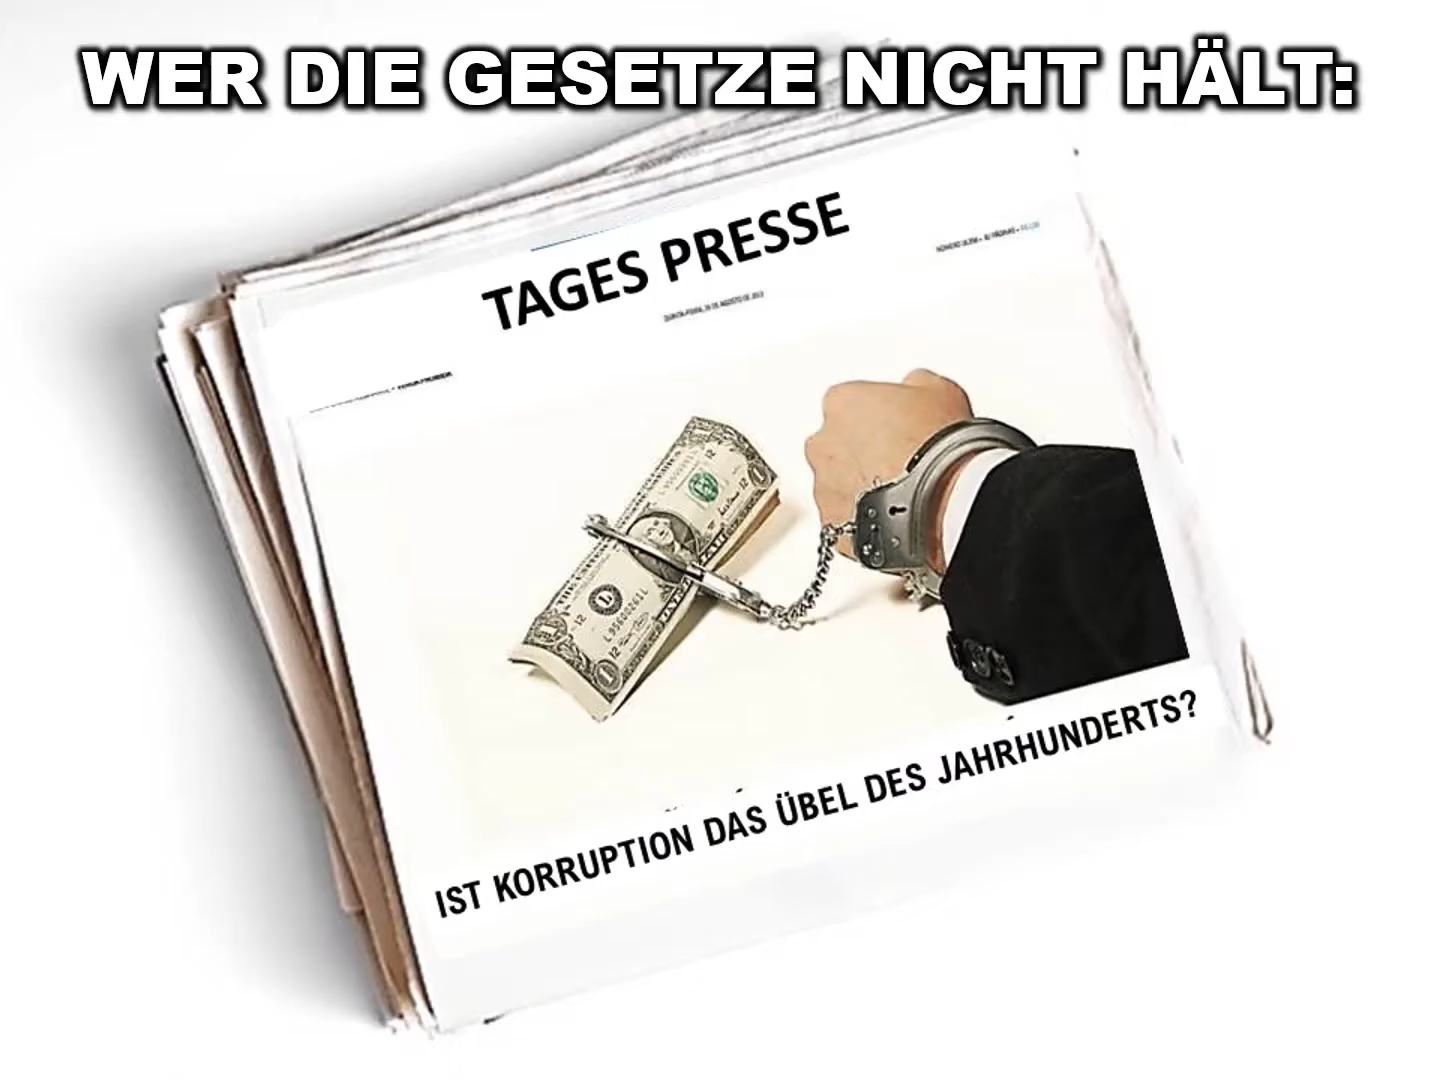 WER DIE GESETZE NICHT HÄLT:
TAGES PRESSE
IST KORRUPTION DAS ÜBEL DES JAHRHUNDERTS?